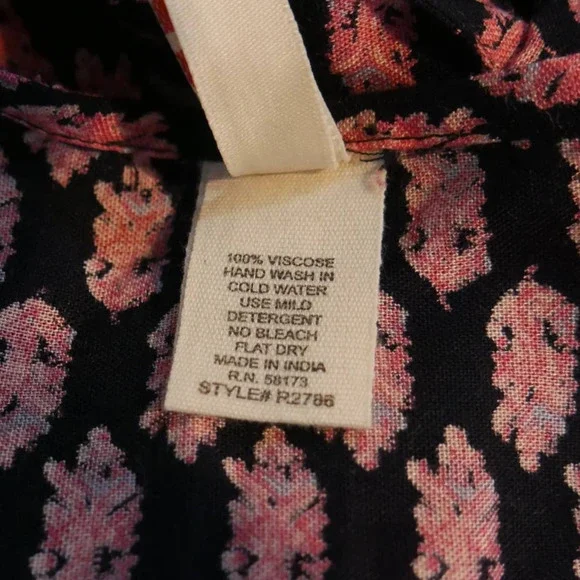 100% VISCOSE
HAND WASH IN
COLD WATER
USE MILD
DETERGENT
NO BLEACH
FLAT DRY
MADE IN INDIA
R.N. 58173
STYLE# R2786